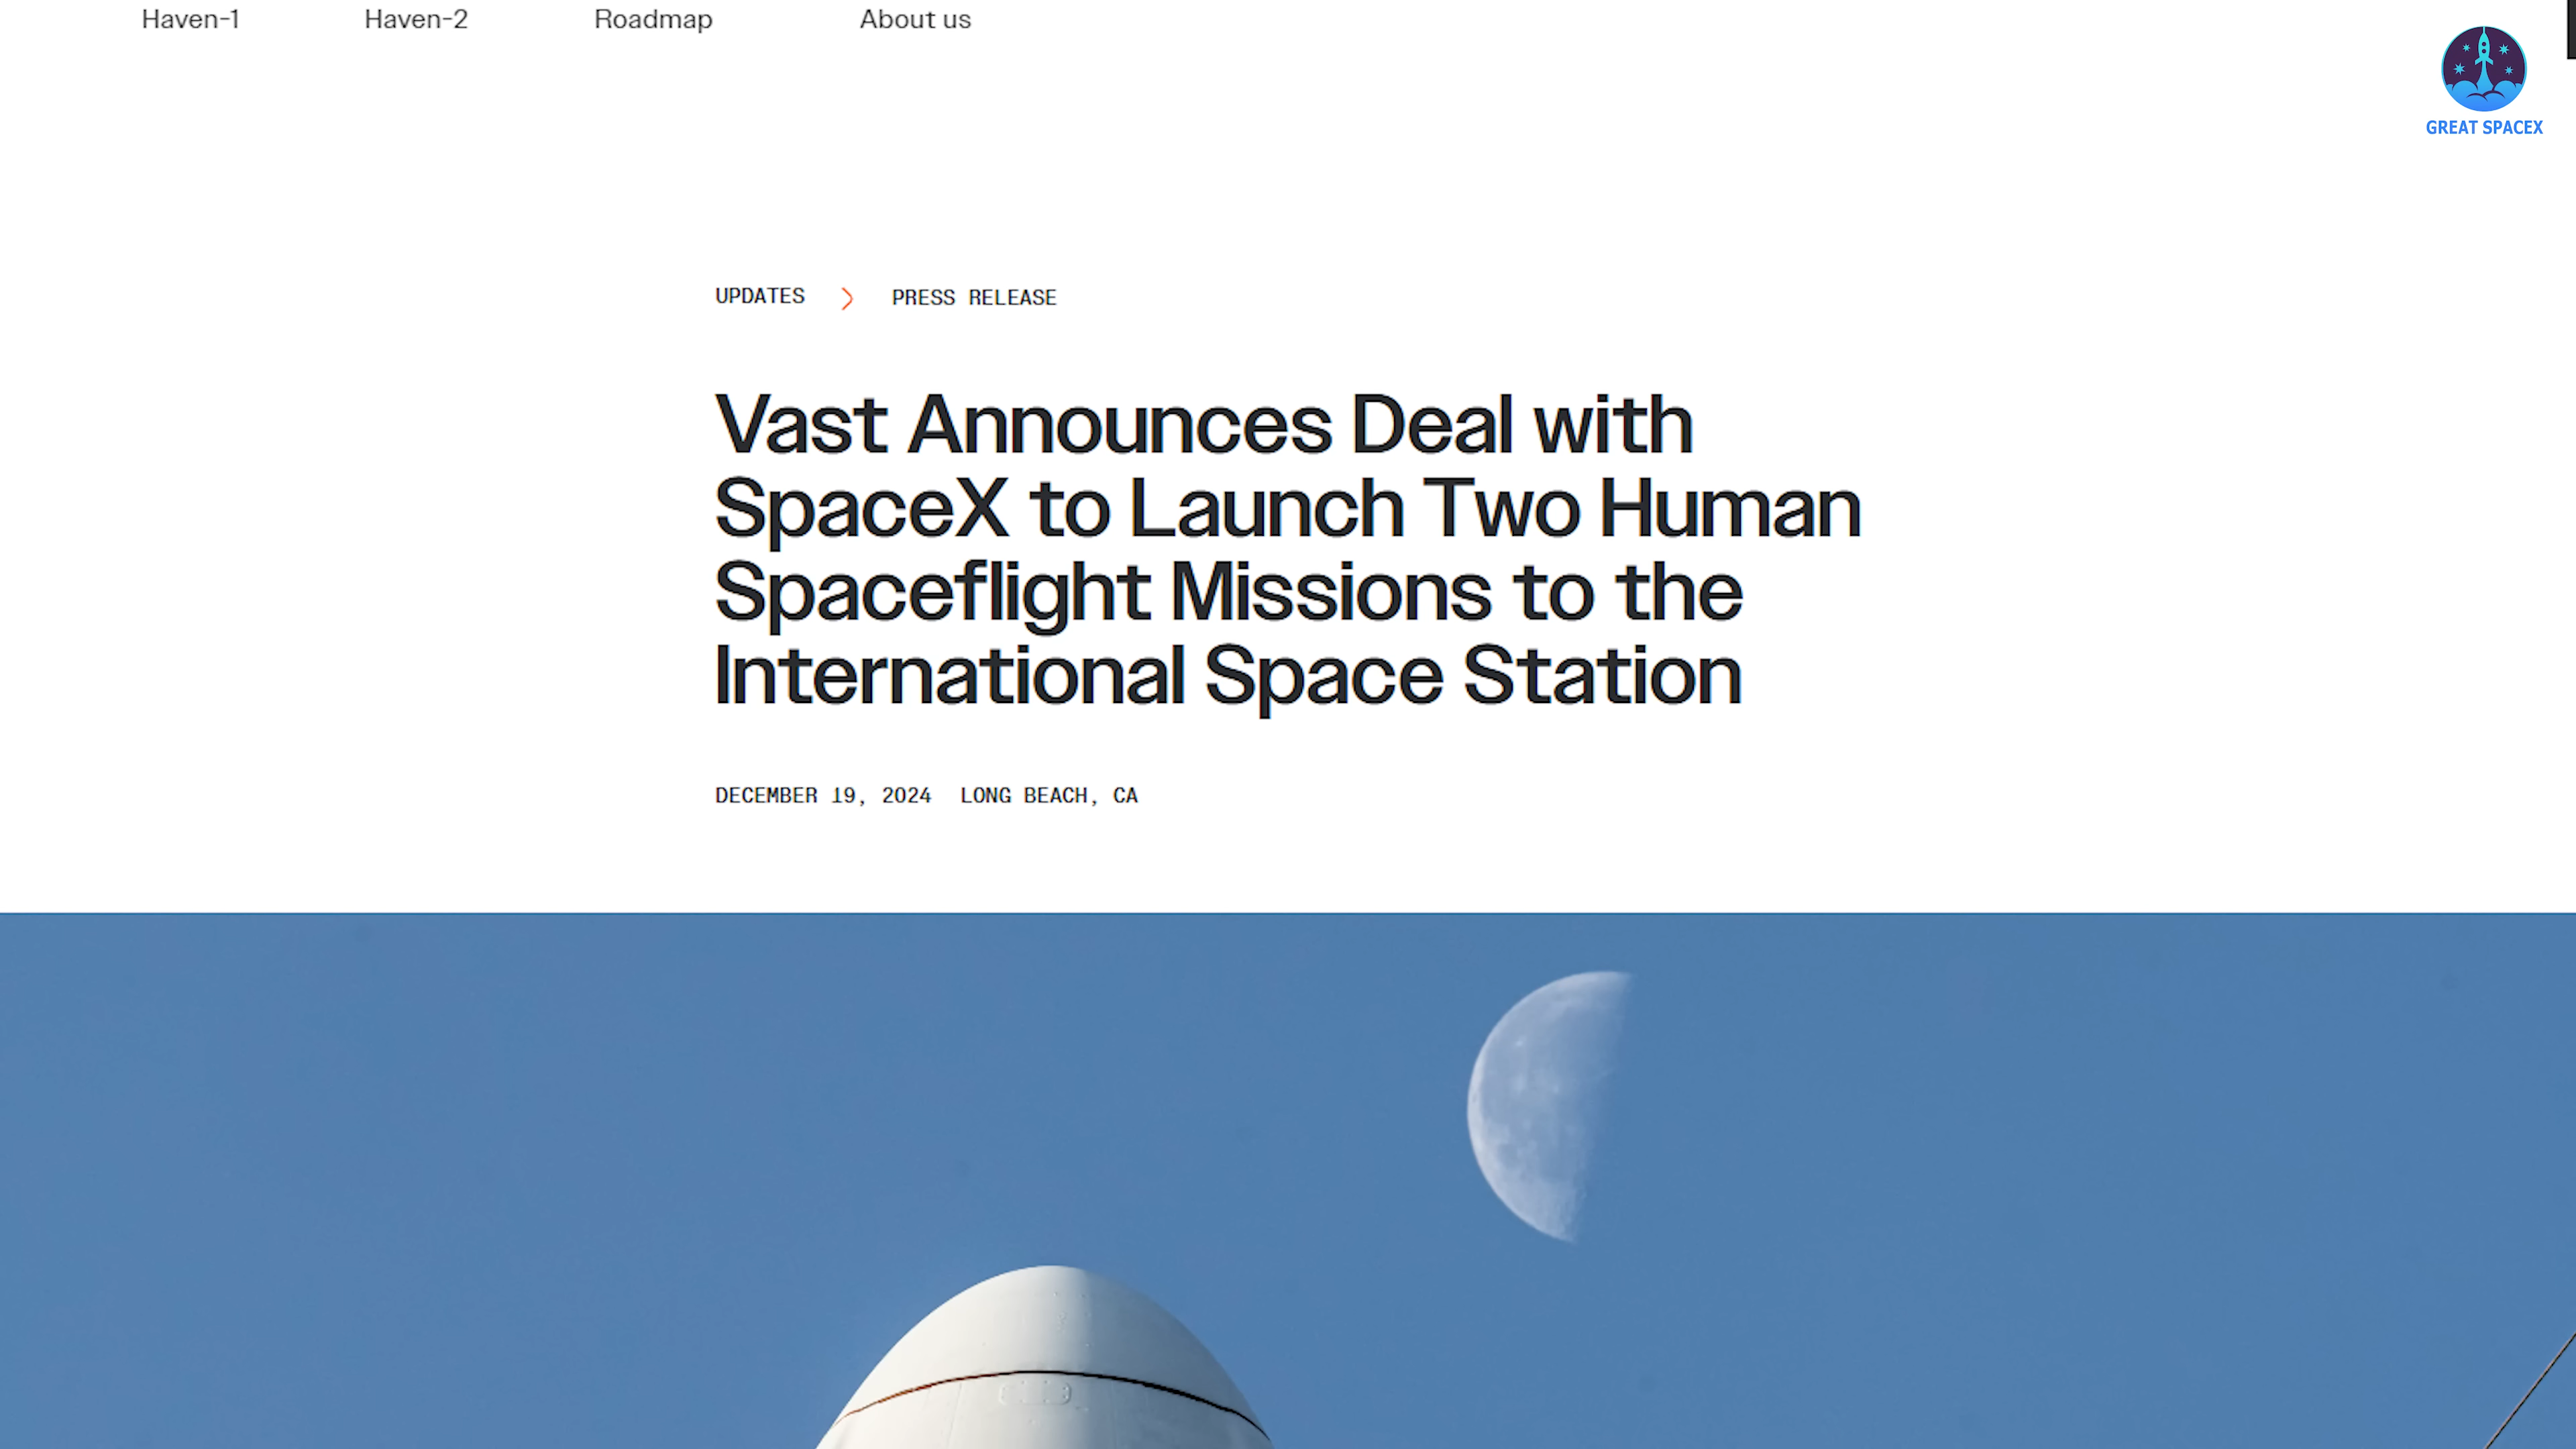 Haven-1 Haven-2 Roadmap About us
GREAT SPACEX
UPDATES > PRESS RELEASE
Vast Announces Deal with
SpaceX to Launch Two Human
Spaceflight Missions to the
International Space Station
DECEMBER 19, 2024 LONG BEACH, CA